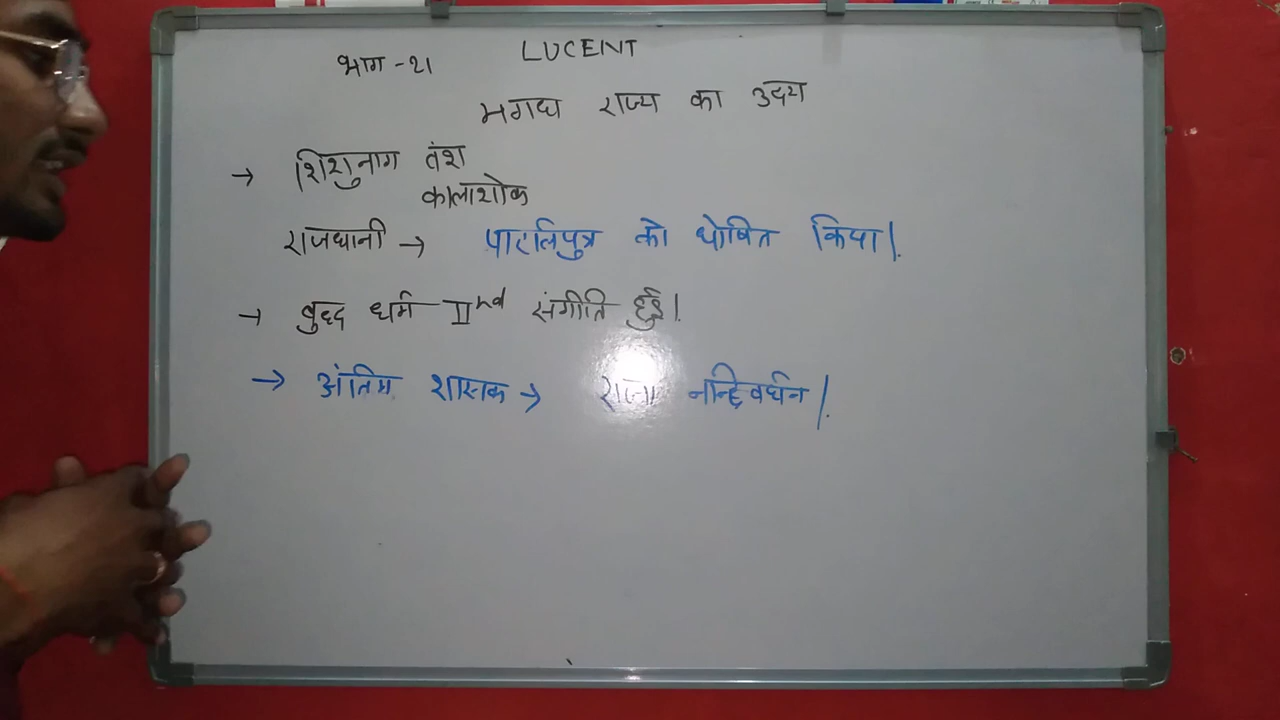 भाग -21 LUCENT
मगध राज्य का उदय
→ शिशुनाग वंश
कालाशोक
राजधानी → पाटलिपुत्र को घोषित किया।
→ बुद्ध धर्म IInd संगीति हुई।
→ अंतिम शासक → राजा नन्दिवर्धन।